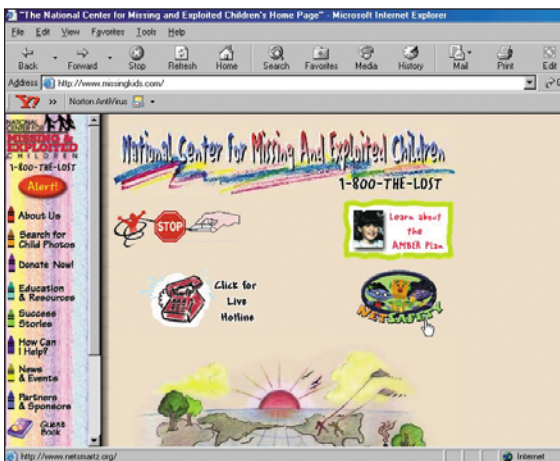 "The National Center for Missing and Exploited Children's Home Page" - Microsoft Internet Explorer
File Edit View Favorites Tools Help
Back Forward Stop Refresh Home Search Favorites Media History Mail Print Edit
Address http://www.missingkids.com/
Y! » Norton AntiVirus
NATIONAL
CENTER FOR
MISSING &
EXPLOITED
CHILDREN
1-800-THE-LOST
Alert!
About Us
Search for
Child Photos
Donate Now!
Education
& Resources
Success
Stories
How Can
I Help?
News
& Events
Partners
& Sponsors
Guest
Book
National Center For Missing And Exploited Children
1-800-THE-LOST
STOP
Learn about
the
AMBER Plan
Click for
Live
Hotline
NETSAFETY
http://www.netsmartz.org/
Internet